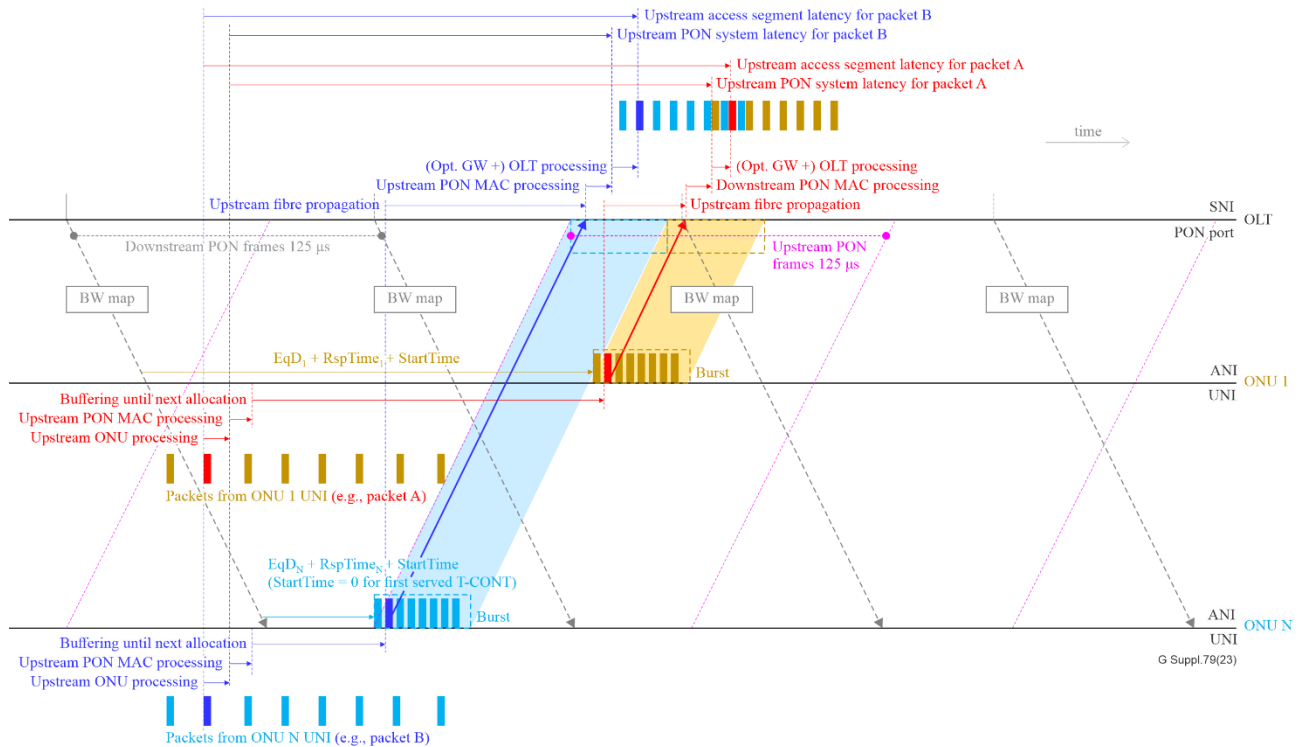 Upstream access segment latency for packet B
Upstream PON system latency for packet B
Upstream access segment latency for packet A
Upstream PON system latency for packet A
time
(Opt. GW +) OLT processing
(Opt. GW +) OLT processing
Upstream PON MAC processing
Downstream PON MAC processing
Upstream fibre propagation
Upstream fibre propagation
SNI
OLT
PON port
Downstream PON frames 125 µs
Upstream PON
frames 125 µs
BW map
BW map
BW map
BW map
EqD1 + RspTime1 + StartTime
Burst
ANI
ONU 1
UNI
Buffering until next allocation
Upstream PON MAC processing
Upstream ONU processing
Packets from ONU 1 UNI (e.g., packet A)
EqDN + RspTimeN + StartTime
(StartTime = 0 for first served T-CONT)
Burst
ANI
ONU N
UNI
Buffering until next allocation
Upstream PON MAC processing
Upstream ONU processing
G Suppl.79(23)
Packets from ONU N UNI (e.g., packet B)